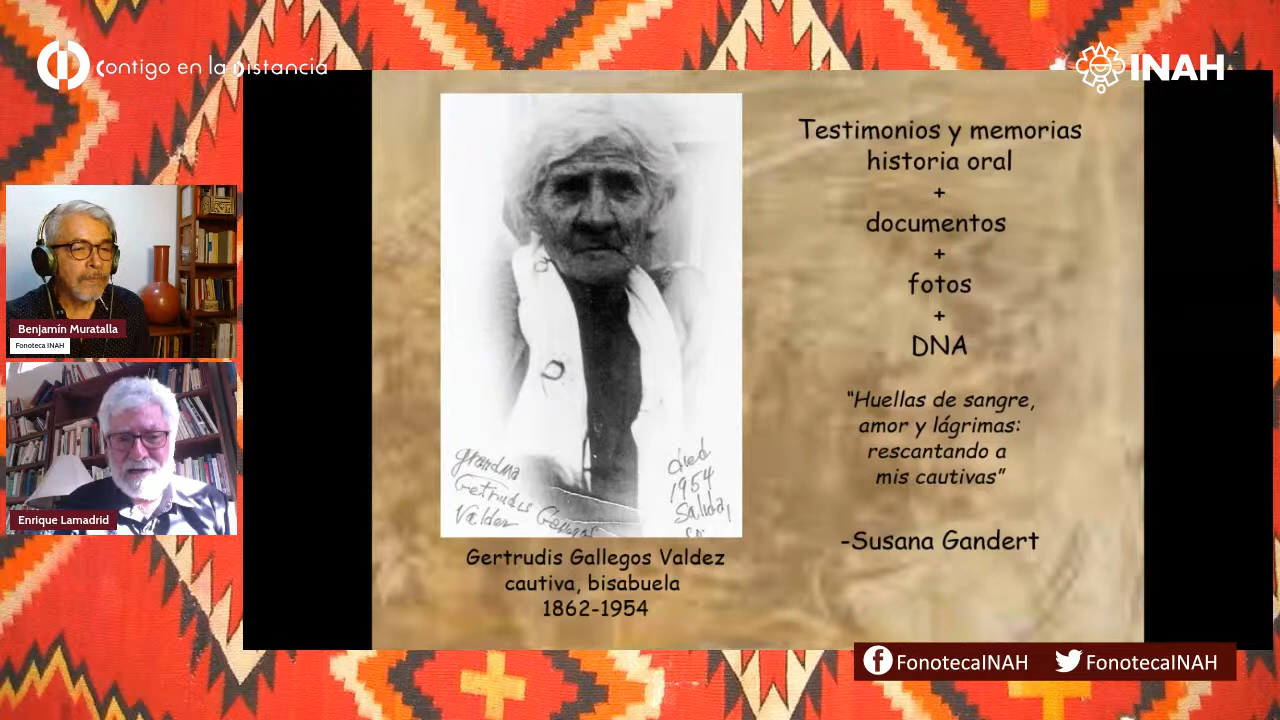 Contigo en la Distancia
INAH
Benjamín Muratalla
Fonoteca INAH
Enrique Lamadrid
grandma
Getrudis Gallegos
Valdez
died
1954
Salida,
Co.
Gertrudis Gallegos Valdez
cautiva, bisabuela
1862-1954
Testimonios y memorias
historia oral
+
documentos
+
fotos
+
DNA
“Huellas de sangre,
amor y lágrimas:
rescantando a
mis cautivas”
-Susana Gandert
FonotecaINAH
FonotecaINAH